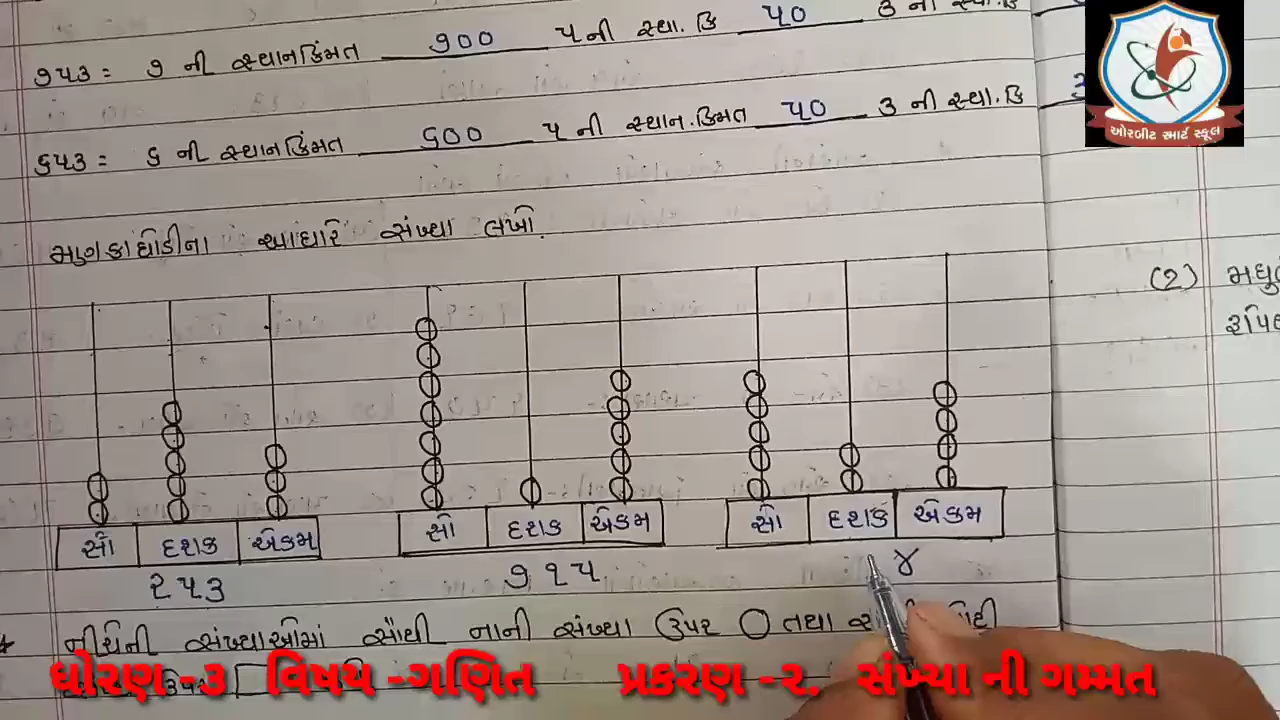 ૭૫૩ = ૭ ની સ્થાનકિંમત ૭૦૦ ૫ ની સ્થા. કિ ૫૦ ૩ ની સ્થા. કિ
૬૫૩ = ૬ ની સ્થાનકિંમત ૬૦૦ ૫ ની સ્થાન.કિંમત ૫૦ ૩ ની સ્થા. કિ
ઓરબીટ સ્માર્ટ સ્કૂલ
મણકાઘોડીના આધારે સંખ્યા લખો.
(૨)
સો દશક એકમ સો દશક એકમ સો દશક એકમ
૨૫૩ ૭૧૫ ૪
નીચેની સંખ્યાઓમાં સૌથી નાની સંખ્યા ઉપર ○ તથા
ધોરણ -૩ વિષય -ગણિત પ્રકરણ -૨. સંખ્યા ની ગમ્મત